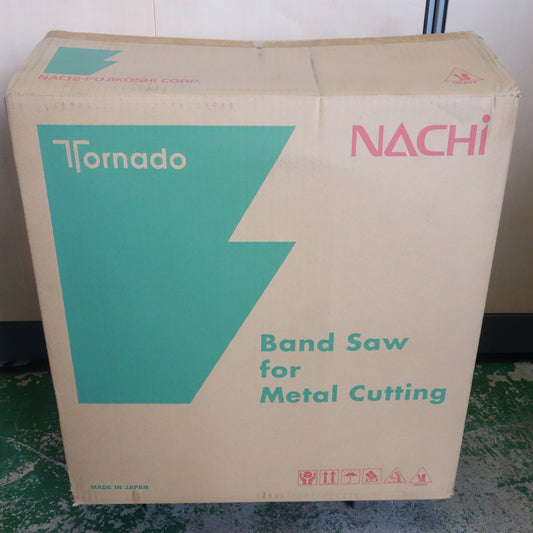 NACHI-FUJIKOSHI CORP.
Tornado
NACHi
Band Saw
for
Metal Cutting
MADE IN JAPAN